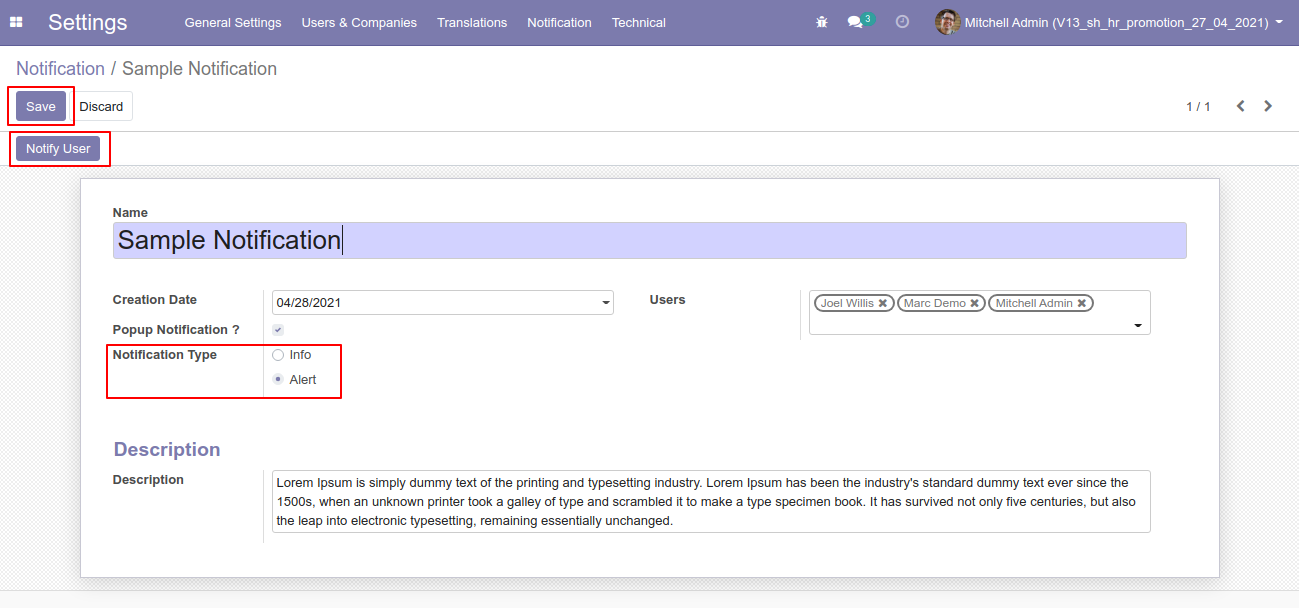 Settings General Settings Users & Companies Translations Notification Technical 3 Mitchell Admin (V13_sh_hr_promotion_27_04_2021)
Notification / Sample Notification
Save Discard 1 / 1
Notify User
Name
Sample Notification
Creation Date 04/28/2021 Users Joel Willis ✖ Marc Demo ✖ Mitchell Admin ✖
Popup Notification ?
Notification Type Info
Alert
Description
Description
Lorem Ipsum is simply dummy text of the printing and typesetting industry. Lorem Ipsum has been the industry's standard dummy text ever since the
1500s, when an unknown printer took a galley of type and scrambled it to make a type specimen book. It has survived not only five centuries, but also
the leap into electronic typesetting, remaining essentially unchanged.